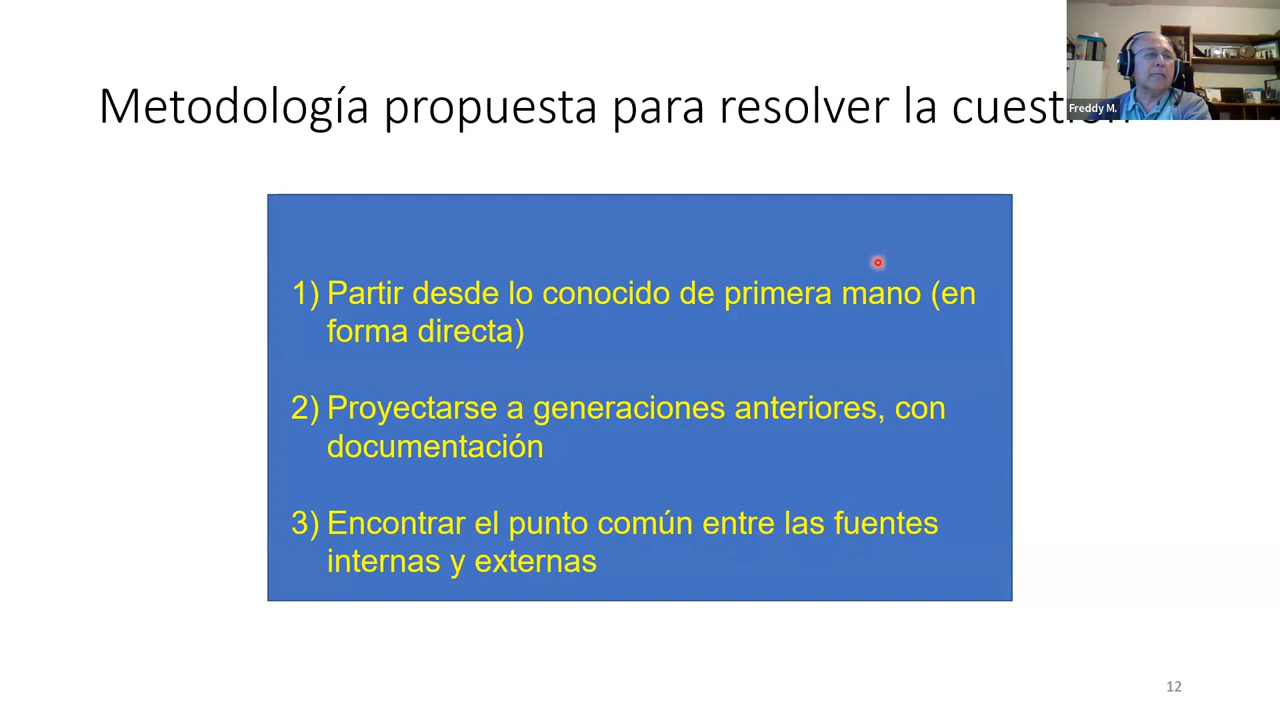 Metodología propuesta para resolver la cuestión
Freddy M.
1) Partir desde lo conocido de primera mano (en
forma directa)
2) Proyectarse a generaciones anteriores, con
documentación
3) Encontrar el punto común entre las fuentes
internas y externas
12